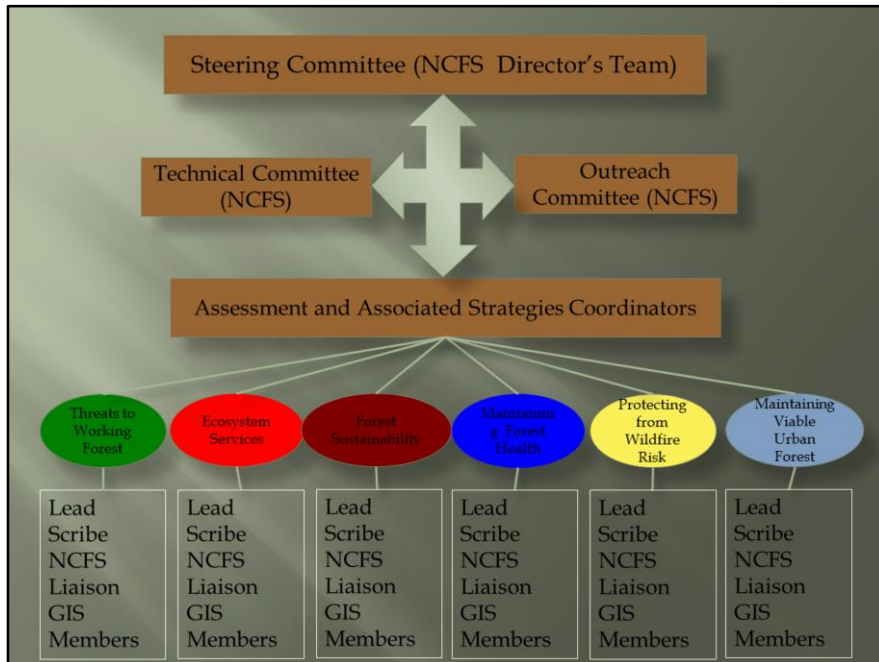 Steering Committee (NCFS Director's Team)
Technical Committee
(NCFS)
Outreach
Committee (NCFS)
Assessment and Associated Strategies Coordinators
Threats to
Working
Forest
Ecosystem
Services
Forest
Sustainability
Maintainin
g Forest
Health
Protecting
from
Wildfire
Risk
Maintaining
Viable
Urban
Forest
Lead
Scribe
NCFS
Liaison
GIS
Members
Lead
Scribe
NCFS
Liaison
GIS
Members
Lead
Scribe
NCFS
Liaison
GIS
Members
Lead
Scribe
NCFS
Liaison
GIS
Members
Lead
Scribe
NCFS
Liaison
GIS
Members
Lead
Scribe
NCFS
Liaison
GIS
Members